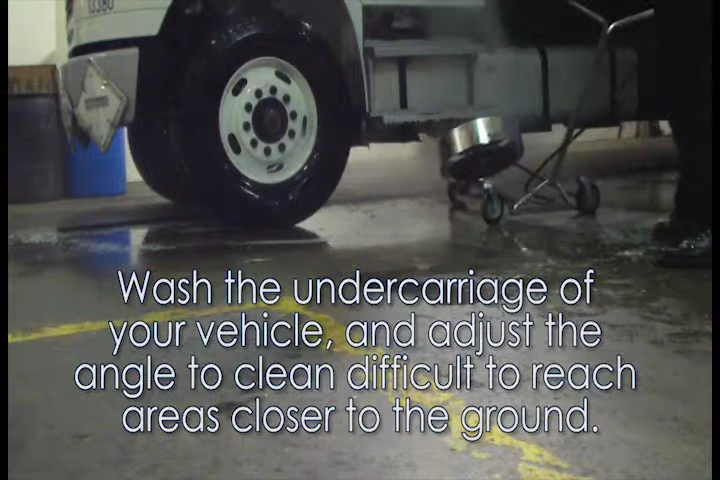 13380
Wash the undercarriage of
your vehicle, and adjust the
angle to clean difficult to reach
areas closer to the ground.